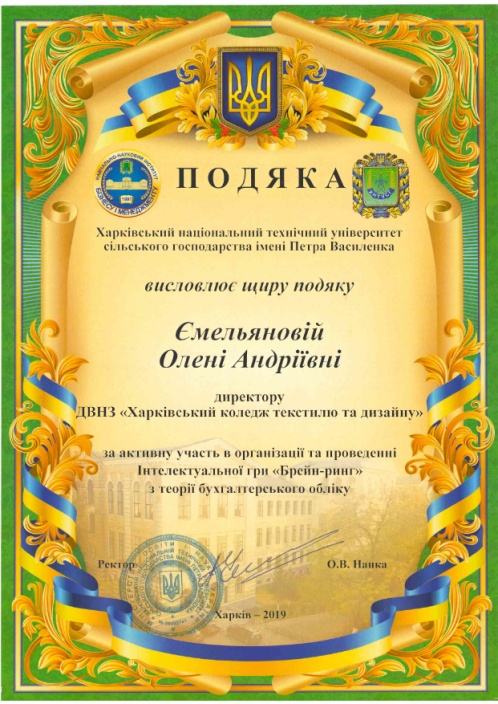 ПОДЯКА
Харківський національний технічний університет
сільського господарства імені Петра Василенка
висловлює щиру подяку
Ємельяновій
Олені Андріївні
директору
ДВНЗ «Харківський коледж текстилю та дизайну»
за активну участь в організації та проведенні
Інтелектуальної гри «Брейн-ринг»
з теорії бухгалтерського обліку
Ректор
О.В. Нанка
Харків – 2019